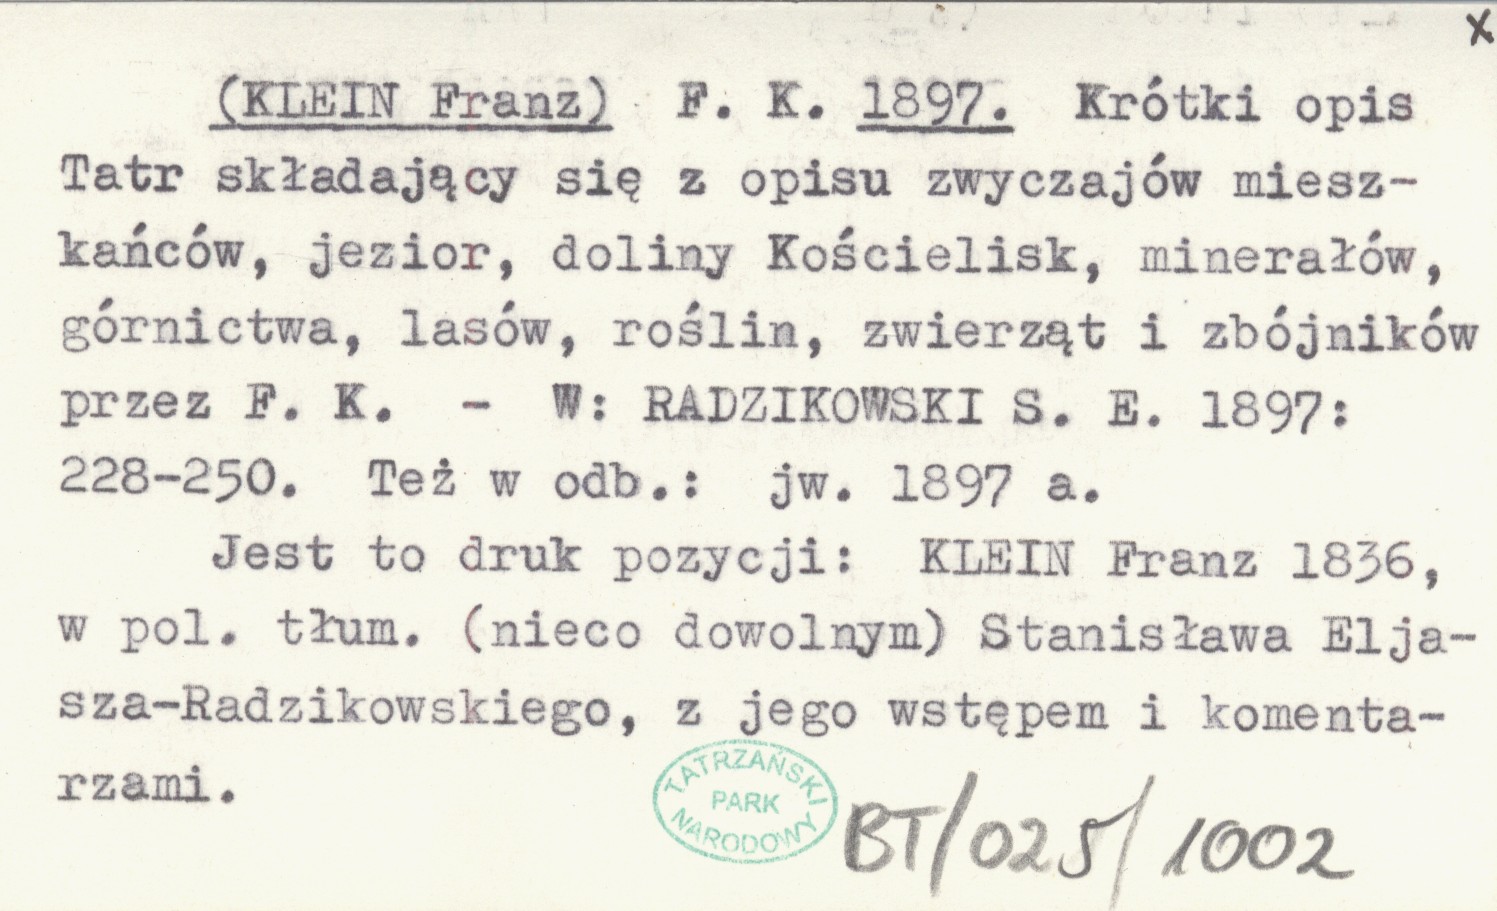 x
(KLEIN Franz) F. K. 1897. Krótki opis
Tatr składający się z opisu zwyczajów miesz-
kańców, jezior, doliny Kościelisk, minerałów,
górnictwa, lasów, roślin, zwierząt i zbójników
przez F. K. - W: RADZIKOWSKI S. E. 1897:
228-250. Też w odb.: jw. 1897 a.
Jest to druk pozycji: KLEIN Franz 1836,
w pol. tłum. (nieco dowolnym) Stanisława Elja-
sza-Radzikowskiego, z jego wstępem i komenta-
rzami.
TATRZAŃSKI
PARK
NARODOWY
BT/025/1002